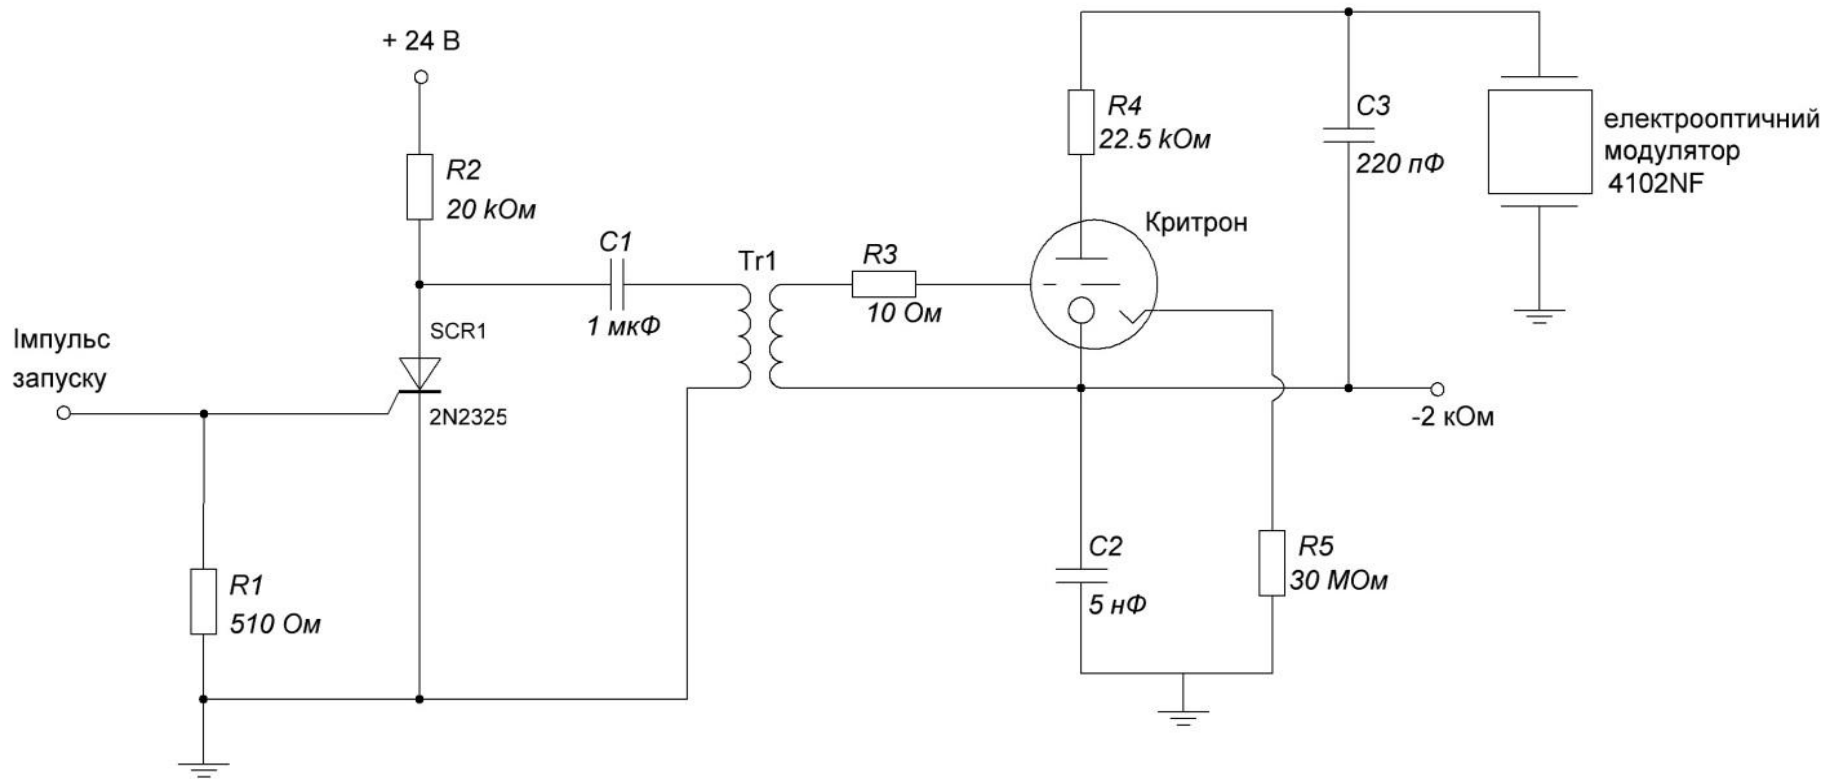 + 24 В
R2
20 kОм
C1
1 мкФ
Tr1
R3
10 Ом
R4
22.5 kОм
Критрон
C3
220 пФ
електрооптичний
модулятор
4102NF
SCR1
2N2325
Імпульс
запуску
-2 кОм
R1
510 Ом
C2
5 нФ
R5
30 МОм